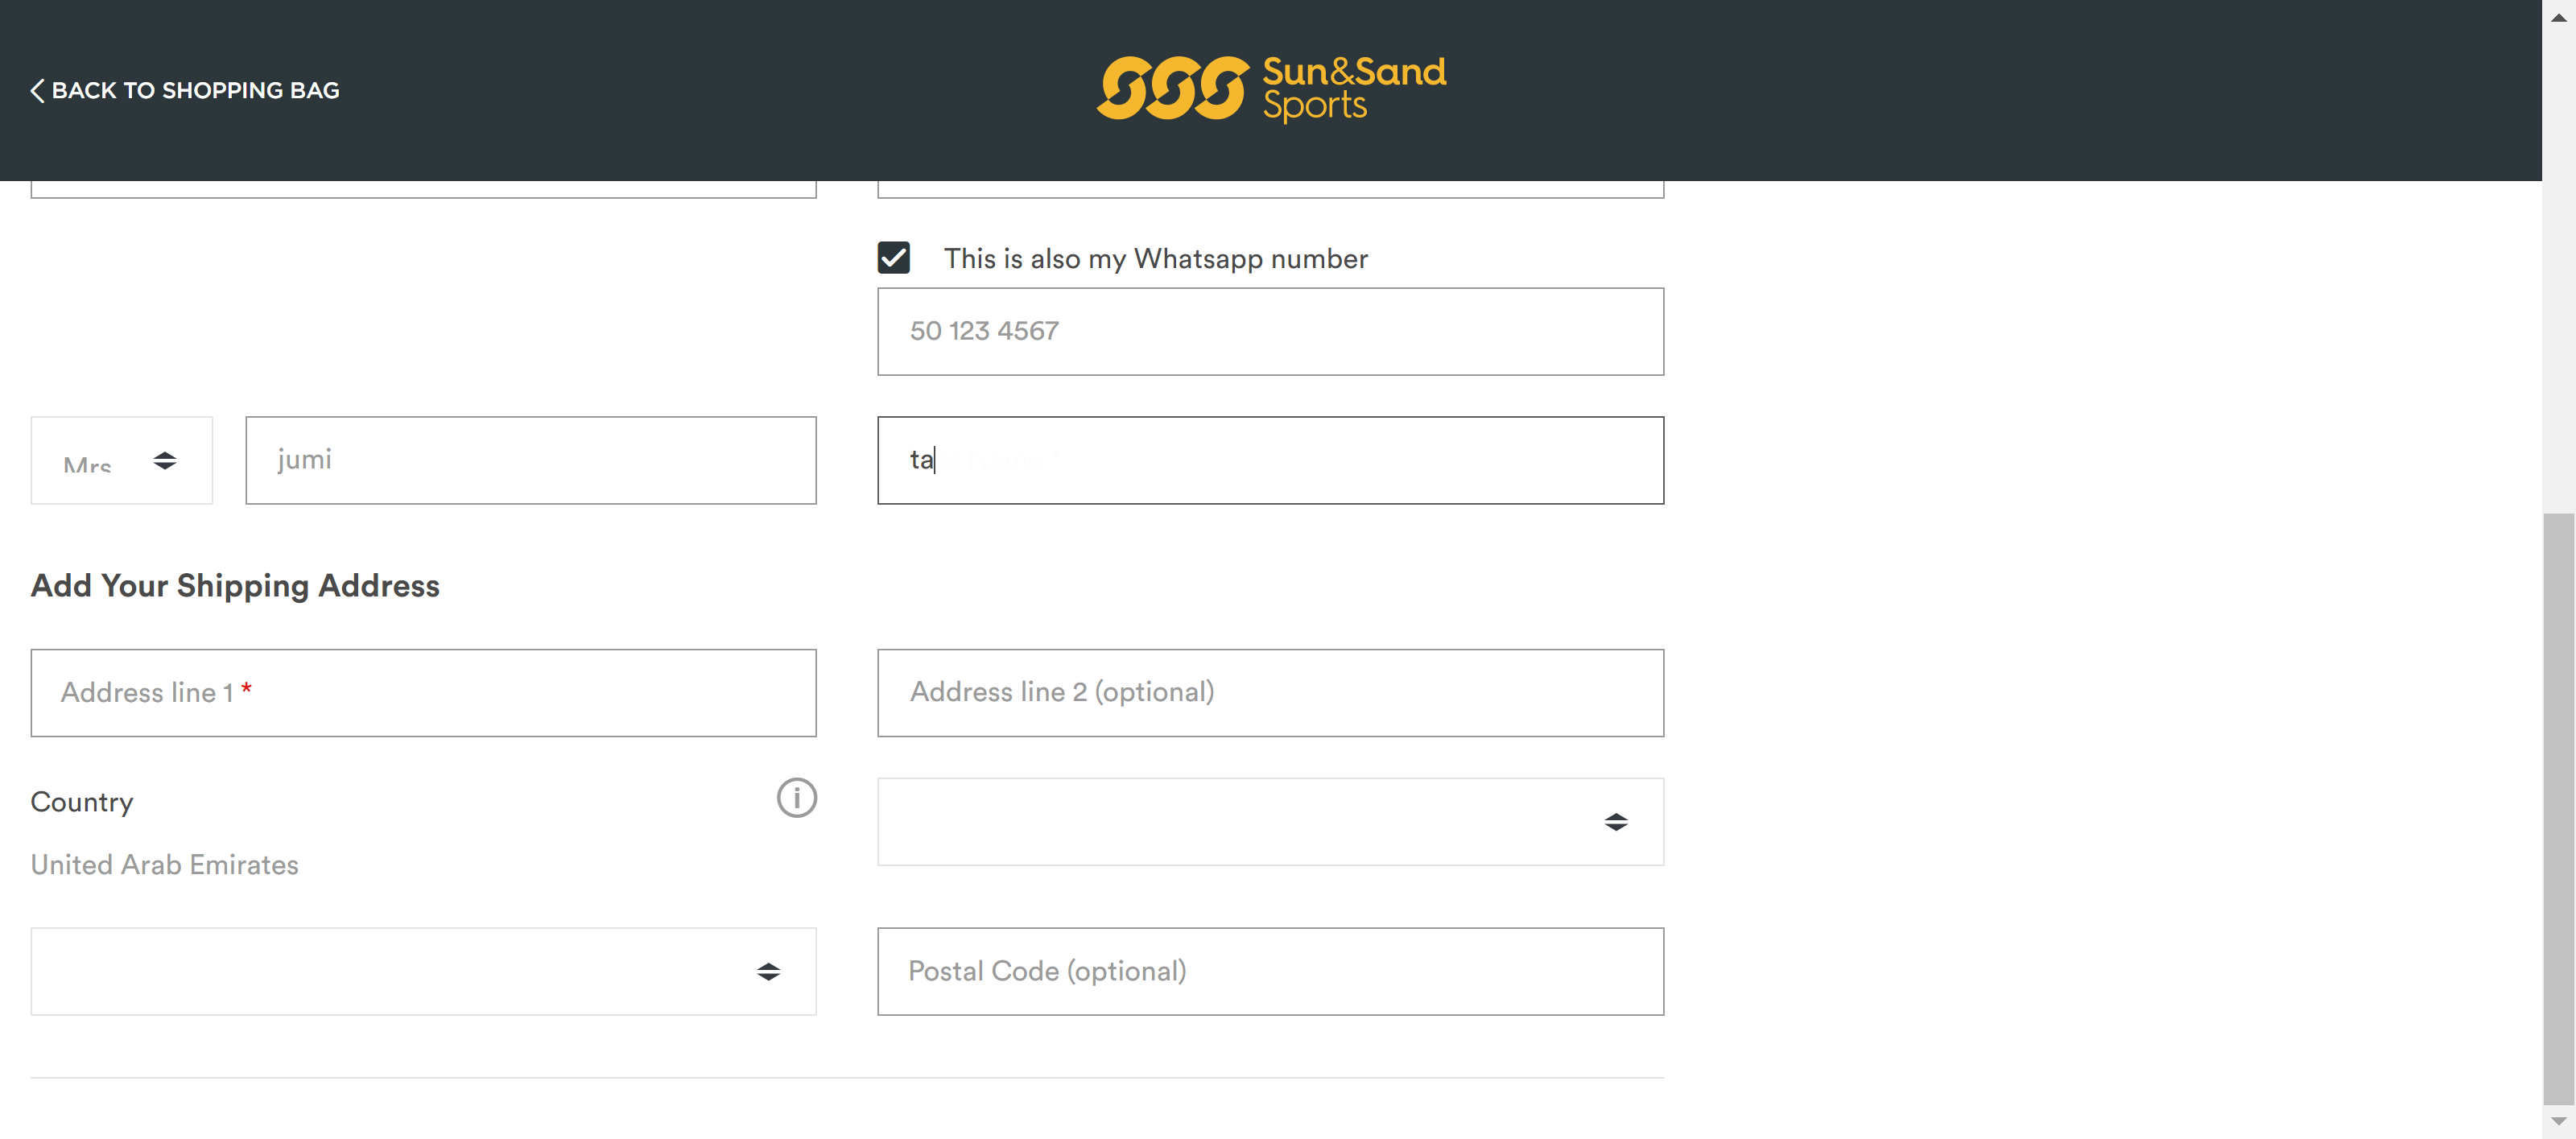 BACK TO SHOPPING BAG
Sun&Sand
Sports
This is also my Whatsapp number
50 123 4567
Mrs
jumi
ta
Add Your Shipping Address
Address line 1 *
Address line 2 (optional)
Country
United Arab Emirates
Postal Code (optional)